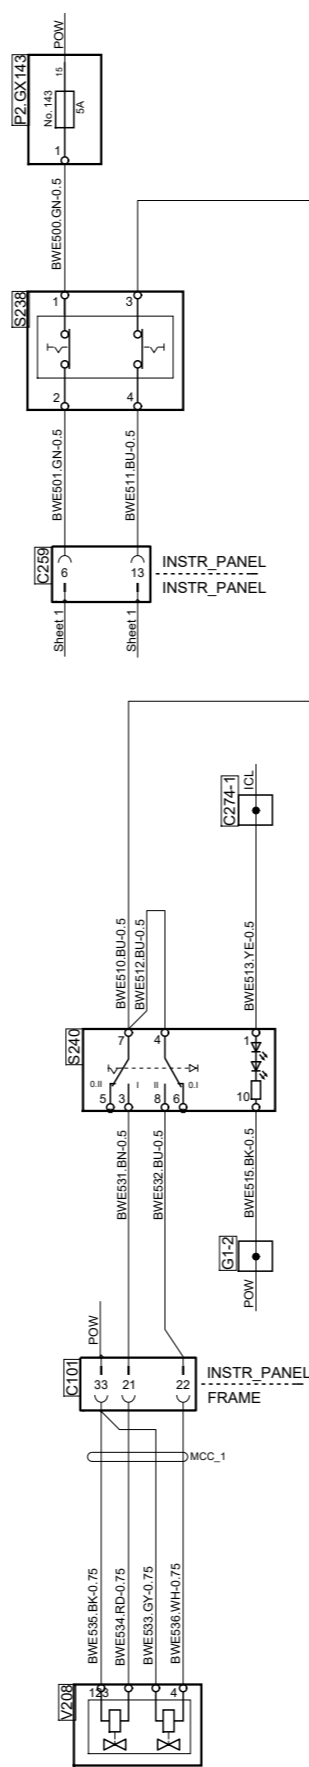 POW
P2.GX143
15
No. 143
5A
1
BWE500.GN-0.5
S238
1
3
2
4
BWE501.GN-0.5
BWE511.BU-0.5
C259
6
13
INSTR_PANEL
INSTR_PANEL
Sheet 1
Sheet 1
C274-1
ICL
BWE510.BU-0.5
BWE512.BU-0.5
BWE513.YE-0.5
S240
7
4
1
0.II
I
II
0.I
5
3
8
6
10
BWE531.BN-0.5
BWE532.BU-0.5
BWE515.BK-0.5
G1-2
POW
POW
C101
33
21
22
INSTR_PANEL
FRAME
MCC_1
BWE535.BK-0.75
BWE534.RD-0.75
BWE533.GY-0.75
BWE536.WH-0.75
V208
1
2
3
4